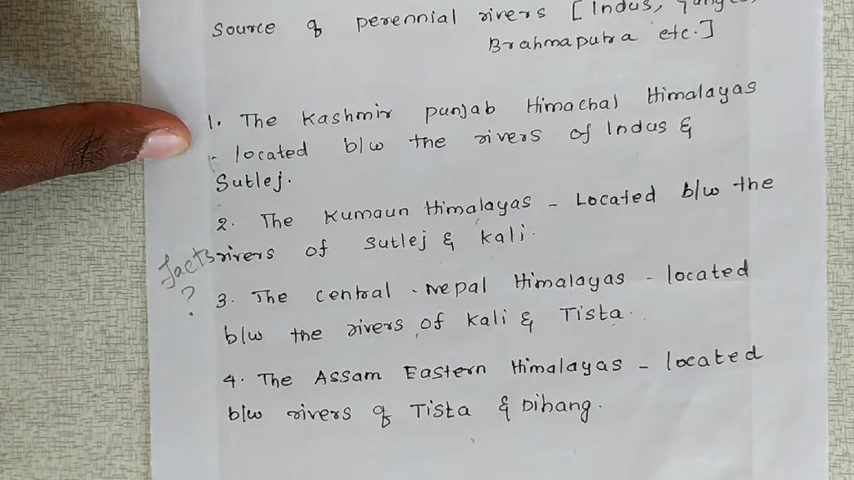 source of perennial rivers [Indus,
Brahmaputra etc.]
1. The Kashmir punjab Himachal Himalayas
- located b/w the rivers of Indus &
Sutlej.
2. The Kumaun Himalayas - Located b/w the
rivers of Sutlej & Kali.
facts
?
3. The central - Nepal Himalayas - located
b/w the rivers of Kali & Tista.
4. The Assam Eastern Himalayas - located
b/w rivers of Tista & Dihang.